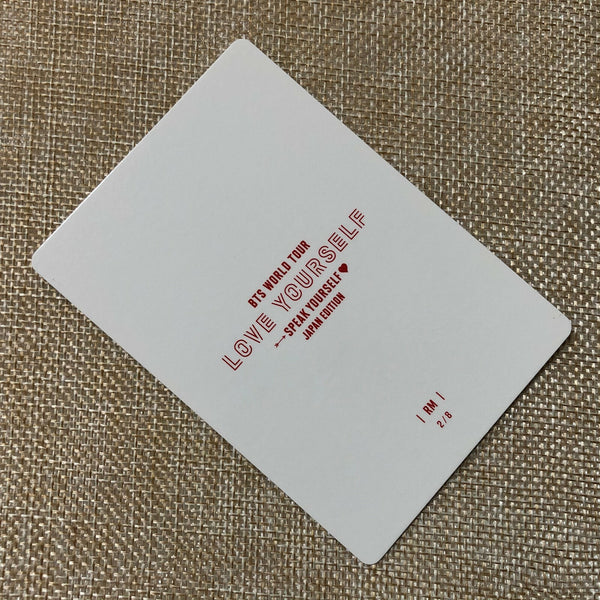 BTS WORLD TOUR
LOVE YOURSELF
SPEAK YOURSELF
JAPAN EDITION
| RM |
2/8